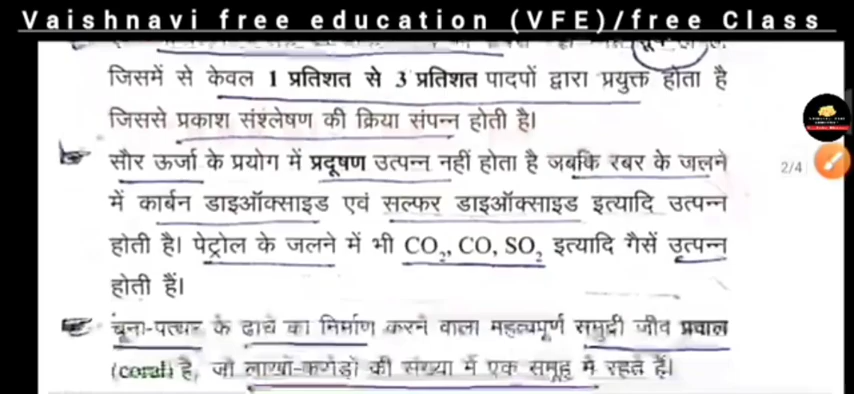 Vaishnavi free education (VFE)/free Class
जिसमें से केवल 1 प्रतिशत से 3 प्रतिशत पादपों द्वारा प्रयुक्त होता है
जिससे प्रकाश संश्लेषण की क्रिया संपन्न होती है।
सौर ऊर्जा के प्रयोग में प्रदूषण उत्पन्न नहीं होता है जबकि रबर के जलने
2/4
में कार्बन डाइऑक्साइड एवं सल्फर डाइऑक्साइड इत्यादि उत्पन्न
होती है। पेट्रोल के जलने में भी CO₂, CO, SO₂ इत्यादि गैसें उत्पन्न
होती हैं।
चूना-पत्थर के ढांचे का निर्माण करने वाला महत्वपूर्ण समुद्री जीव प्रवाल
(coral) है, जो लाखों-करोड़ों की संख्या में एक समूह में रहते हैं।